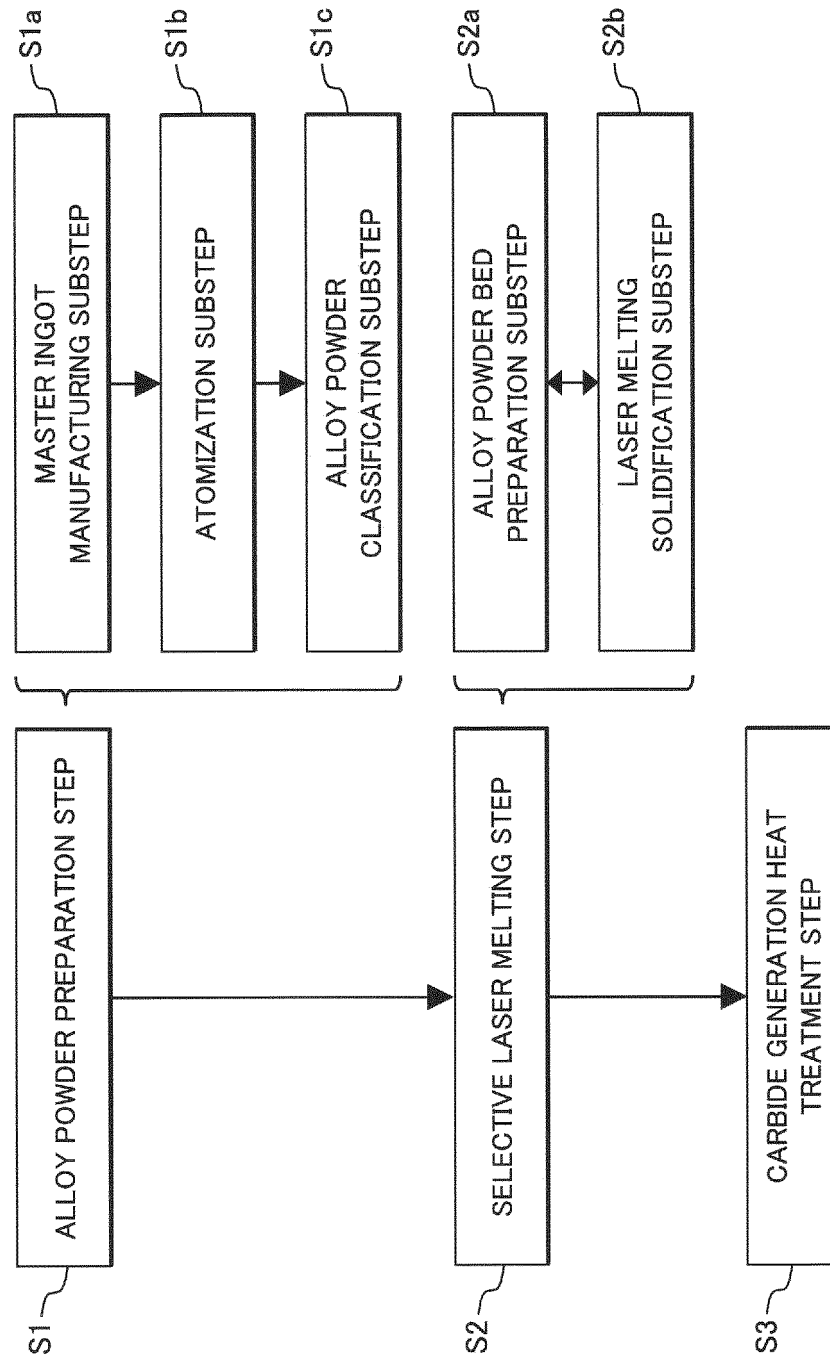 S1
ALLOY POWDER PREPARATION STEP
MASTER INGOT
MANUFACTURING SUBSTEP
S1a
ATOMIZATION SUBSTEP
S1b
ALLOY POWDER
CLASSIFICATION SUBSTEP
S1c
S2
SELECTIVE LASER MELTING STEP
ALLOY POWDER BED
PREPARATION SUBSTEP
S2a
LASER MELTING
SOLIDIFICATION SUBSTEP
S2b
S3
CARBIDE GENERATION HEAT
TREATMENT STEP